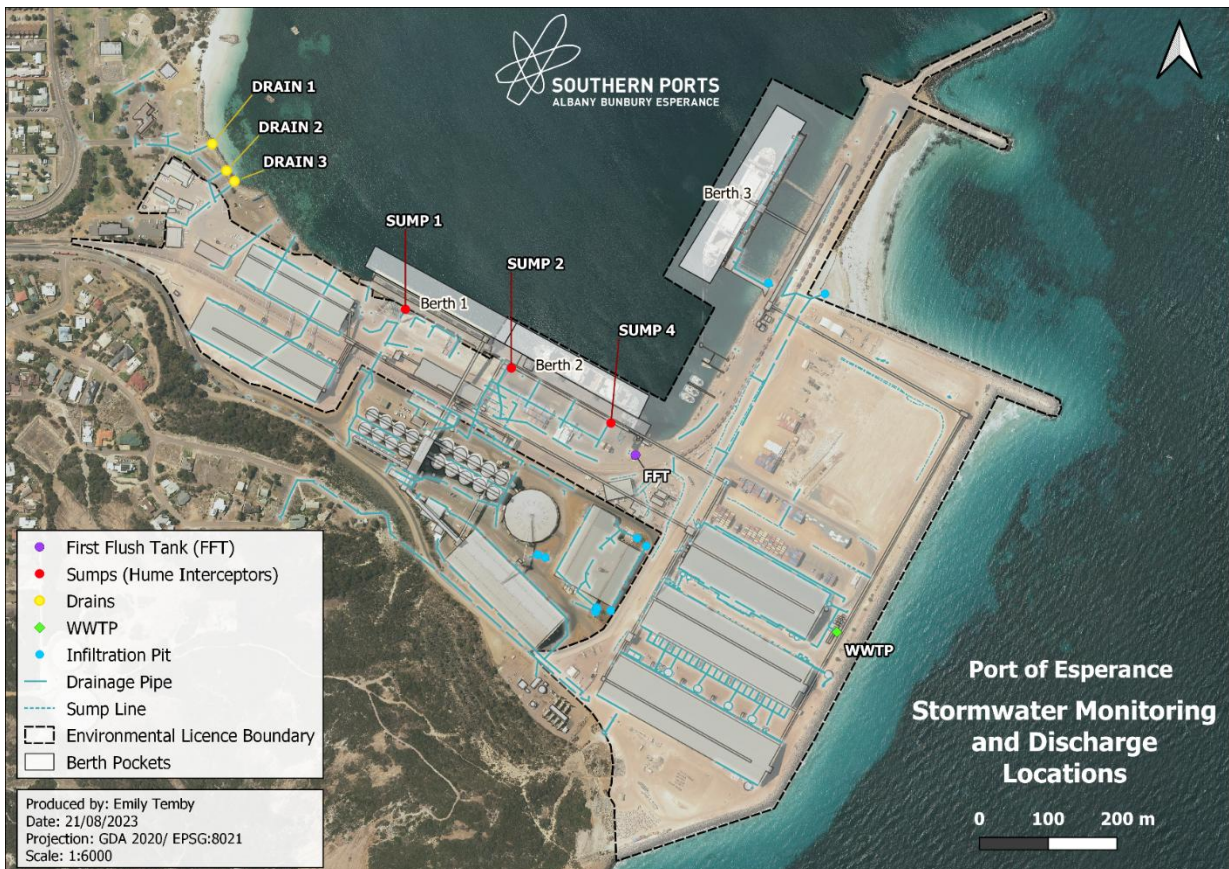 SOUTHERN PORTS
ALBANY BUNBURY ESPERANCE
DRAIN 1
DRAIN 2
DRAIN 3
SUMP 1
SUMP 2
SUMP 4
Berth 1
Berth 2
Berth 3
FFT
WWTP
First Flush Tank (FFT)
Sumps (Hume Interceptors)
Drains
WWTP
Infiltration Pit
Drainage Pipe
Sump Line
Environmental Licence Boundary
Berth Pockets
Produced by: Emily Temby
Date: 21/08/2023
Projection: GDA 2020/ EPSG:8021
Scale: 1:6000
Port of Esperance
Stormwater Monitoring
and Discharge
Locations
0 100 200 m